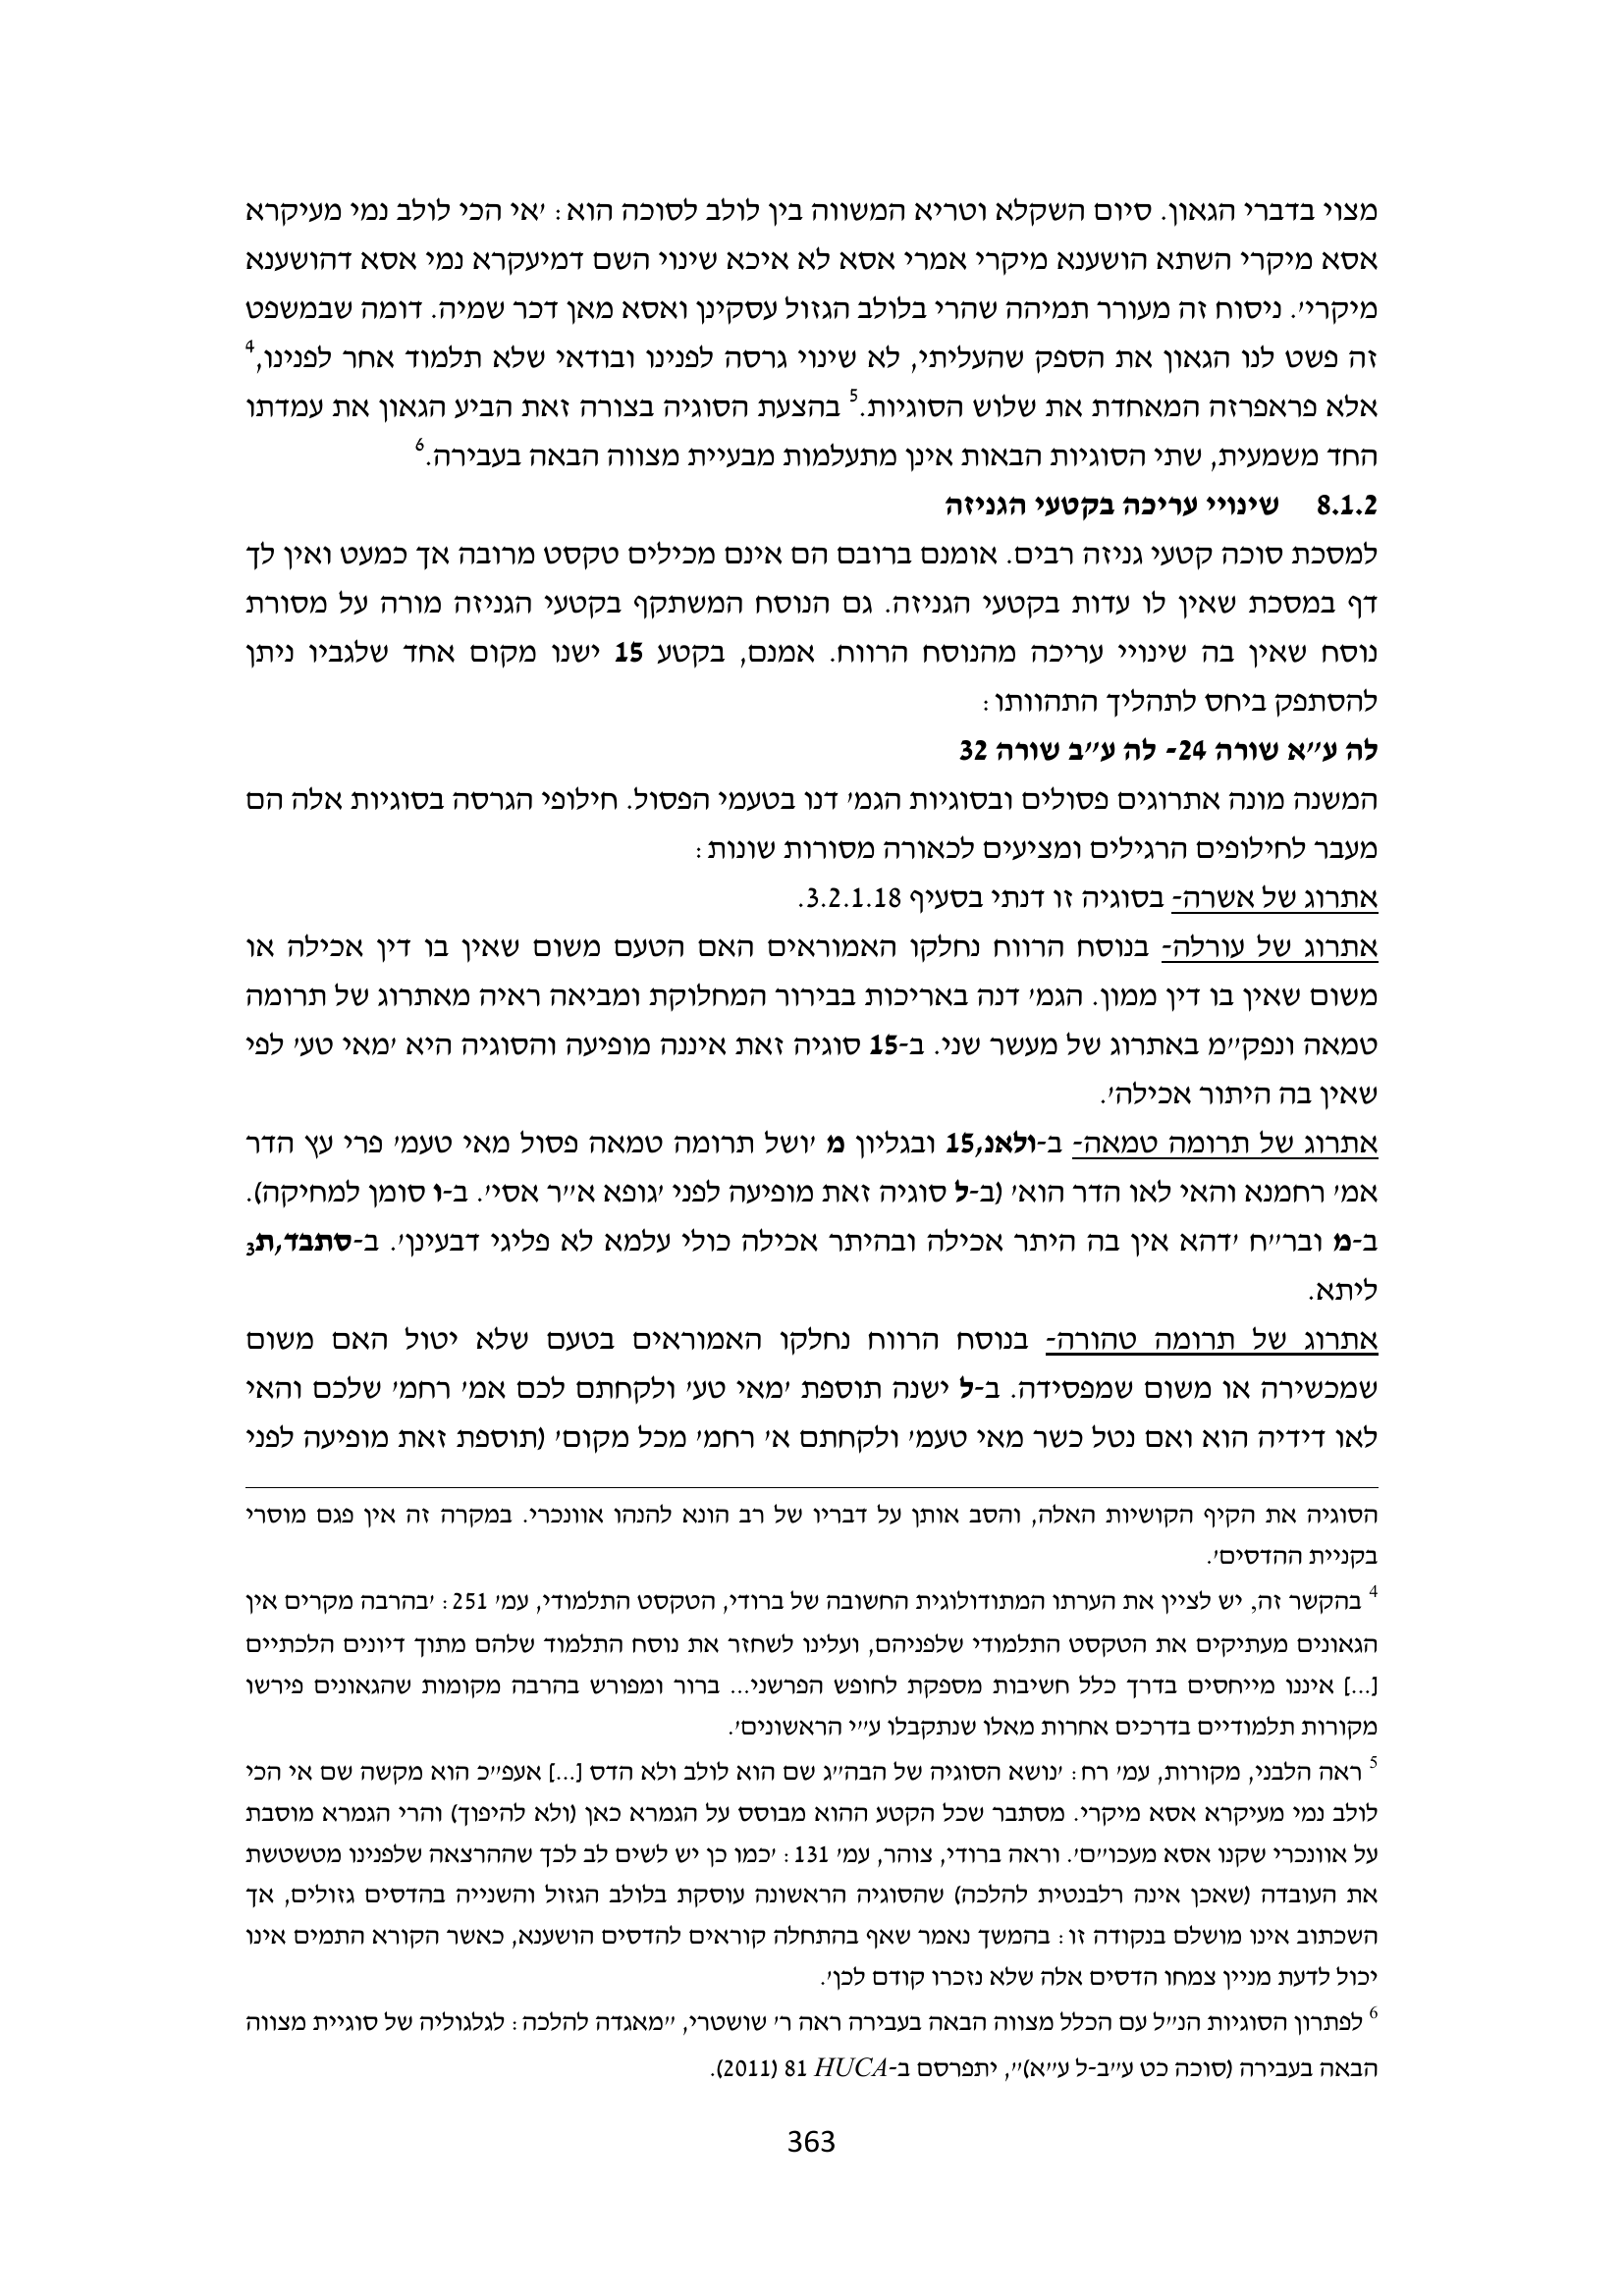 מצוי בדברי הגאון. סיום השקלא וטריא המשווה בין לולב לסוכה הוא: 'אי הכי לולב נמי מעיקרא
אסא מיקרי השתא הושענא מיקרי אמרי אסא לא איכא שינוי השם דמיעקרא נמי אסא דהושענא
מיקרי'. ניסוח זה מעורר תמיהה שהרי בלולב הגזול עסקינן ואסא מאן דכר שמיה. דומה שבמשפט
זה פשט לנו הגאון את הספק שהעליתי, לא שינוי גרסה לפנינו ובודאי שלא תלמוד אחר לפנינו,4
אלא פראפרזה המאחדת את שלוש הסוגיות.5 בהצעת הסוגיה בצורה זאת הביע הגאון את עמדתו
החד משמעית, שתי הסוגיות הבאות אינן מתעלמות מבעיית מצווה הבאה בעבירה.6
8.1.2 שינויי עריכה בקטעי הגניזה
למסכת סוכה קטעי גניזה רבים. אומנם ברובם הם אינם מכילים טקסט מרובה אך כמעט ואין לך
דף במסכת שאין לו עדות בקטעי הגניזה. גם הנוסח המשתקף בקטעי הגניזה מורה על מסורת
נוסח שאין בה שינויי עריכה מהנוסח הרווח. אמנם, בקטע 15 ישנו מקום אחד שלגביו ניתן
להסתפק ביחס לתהליך התהוותו:
לה ע"א שורה 24- לה ע"ב שורה 32
המשנה מונה אתרוגים פסולים ובסוגיות הגמ' דנו בטעמי הפסול. חילופי הגרסה בסוגיות אלה הם
מעבר לחילופים הרגילים ומציעים לכאורה מסורות שונות:
אתרוג של אשרה- בסוגיה זו דנתי בסעיף 3.2.1.18.
אתרוג של עורלה- בנוסח הרווח נחלקו האמוראים האם הטעם משום שאין בו דין אכילה או
משום שאין בו דין ממון. הגמ' דנה באריכות בבירור המחלוקת ומביאה ראיה מאתרוג של תרומה
טמאה ונפק"מ באתרוג של מעשר שני. ב-15 סוגיה זאת איננה מופיעה והסוגיה היא 'מאי טע' לפי
שאין בה היתור אכילה'.
אתרוג של תרומה טמאה- ב-ולאנ,15 ובגליון מ 'ושל תרומה טמאה פסול מאי טעמ' פרי עץ הדר
אמ' רחמנא והאי לאו הדר הוא' (ב-ל סוגיה זאת מופיעה לפני 'גופא א"ר אסי'. ב-ו סומן למחיקה).
ב-מ ובר"ח 'דהא אין בה היתר אכילה ובהיתר אכילה כולי עלמא לא פליגי דבעינן'. ב-סתבד,ת3
ליתא.
אתרוג של תרומה טהורה- בנוסח הרווח נחלקו האמוראים בטעם שלא יטול האם משום
שמכשירה או משום שמפסידה. ב-ל ישנה תוספת 'מאי טע' ולקחתם לכם אמ' רחמ' שלכם והאי
לאו דידיה הוא ואם נטל כשר מאי טעמ' ולקחתם א' רחמ' מכל מקום' (תוספת זאת מופיעה לפני
הסוגיה את הקיף הקושיות האלה, והסב אותן על דבריו של רב הונא להנהו אוונכרי. במקרה זה אין פגם מוסרי
בקניית ההדסים'.
4 בהקשר זה, יש לציין את הערתו המתודולוגית החשובה של ברודי, הטקסט התלמודי, עמ' 251: 'בהרבה מקרים אין
הגאונים מעתיקים את הטקסט התלמודי שלפניהם, ועלינו לשחזר את נוסח התלמוד שלהם מתוך דיונים הלכתיים
[...] איננו מייחסים בדרך כלל חשיבות מספקת לחופש הפרשני... ברור ומפורש בהרבה מקומות שהגאונים פירשו
מקורות תלמודיים בדרכים אחרות מאלו שנתקבלו ע"י הראשונים'.
5 ראה הלבני, מקורות, עמ' רח: 'נושא הסוגיה של הבה"ג שם הוא לולב ולא הדס [...] אעפ"כ הוא מקשה שם אי הכי
לולב נמי מעיקרא אסא מיקרי. מסתבר שכל הקטע ההוא מבוסס על הגמרא כאן (ולא להיפוך) והרי הגמרא מוסבת
על אוונכרי שקנו אסא מעכו"ם'. וראה ברודי, צוהר, עמ' 131: 'כמו כן יש לשים לב לכך שההרצאה שלפנינו מטשטשת
את העובדה (שאכן אינה רלבנטית להלכה) שהסוגיה הראשונה עוסקת בלולב הגזול והשנייה בהדסים גזולים, אך
השכתוב אינו מושלם בנקודה זו: בהמשך נאמר שאף בהתחלה קוראים להדסים הושענא, כאשר הקורא התמים אינו
יכול לדעת מניין צמחו הדסים אלה שלא נזכרו קודם לכן'.
6 לפתרון הסוגיות הנ"ל עם הכלל מצווה הבאה בעבירה ראה ר' שושטרי, "מאגדה להלכה: לגלגוליה של סוגיית מצווה
הבאה בעבירה (סוכה כט ע"ב-ל ע"א)", יתפרסם ב-HUCA 81 (2011).
363